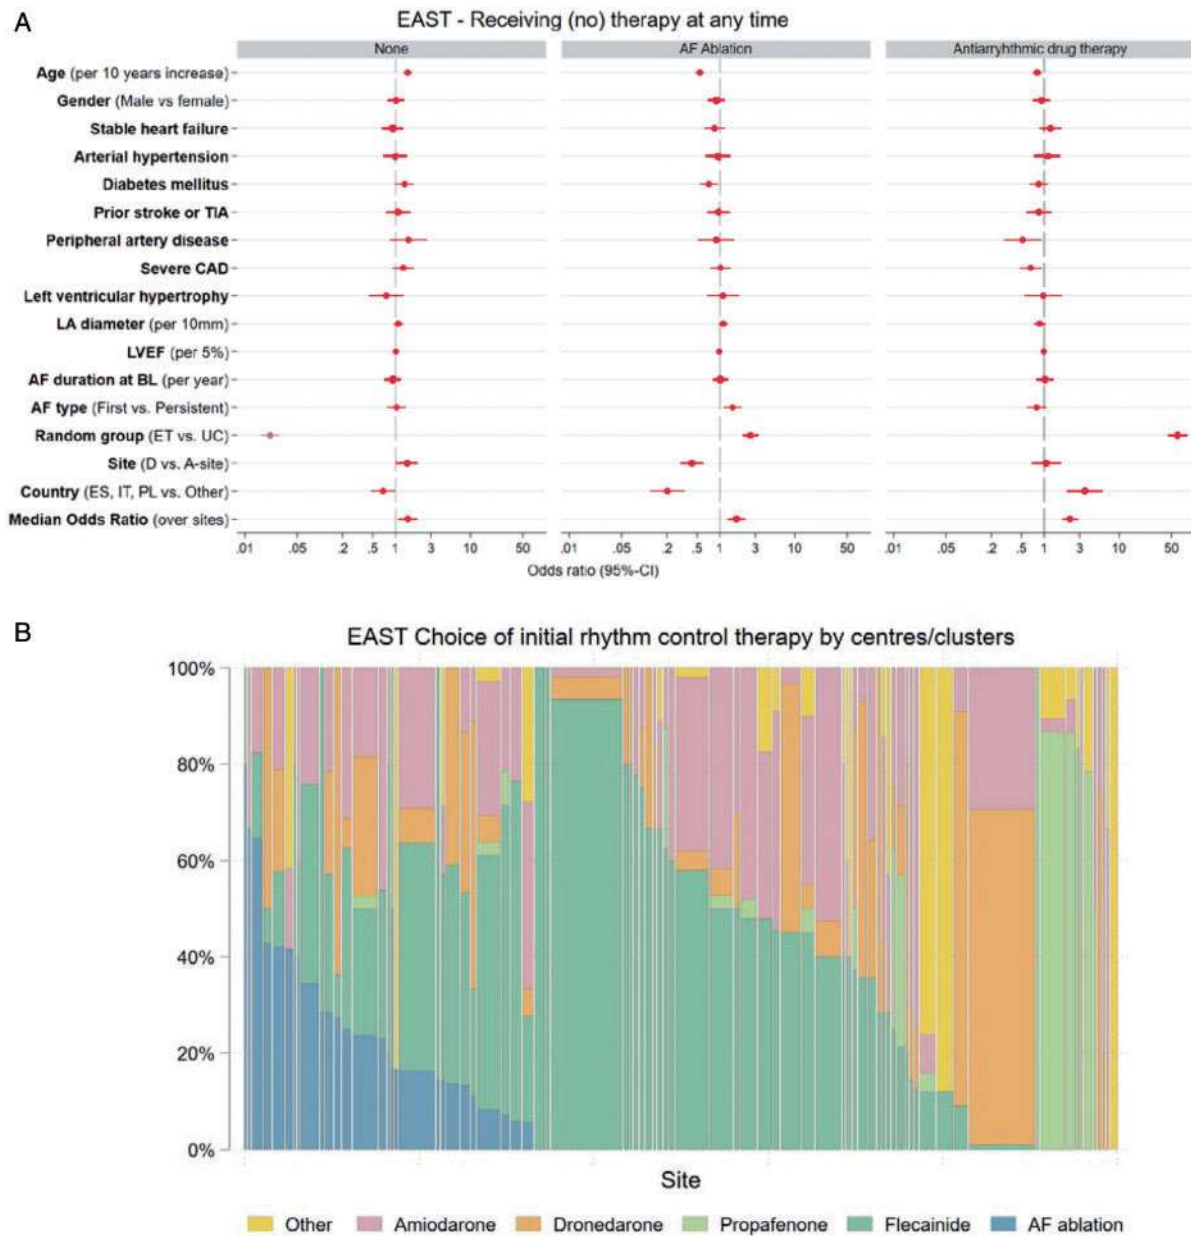 A
EAST - Receiving (no) therapy at any time
None
AF Ablation
Antiarryhthmic drug therapy
Age (per 10 years increase)
Gender (Male vs female)
Stable heart failure
Arterial hypertension
Diabetes mellitus
Prior stroke or TIA
Peripheral artery disease
Severe CAD
Left ventricular hypertrophy
LA diameter (per 10mm)
LVEF (per 5%)
AF duration at BL (per year)
AF type (First vs. Persistent)
Random group (ET vs. UC)
Site (D vs. A-site)
Country (ES, IT, PL vs. Other)
Median Odds Ratio (over sites)
.01 .05 .2 .5 1 3 10 50
.01 .05 .2 .5 1 3 10 50
.01 .05 .2 .5 1 3 10 50
Odds ratio (95%-CI)
B
EAST Choice of initial rhythm control therapy by centres/clusters
100%
80%
60%
40%
20%
0%
Site
Other Amiodarone Dronedarone Propafenone Flecainide AF ablation